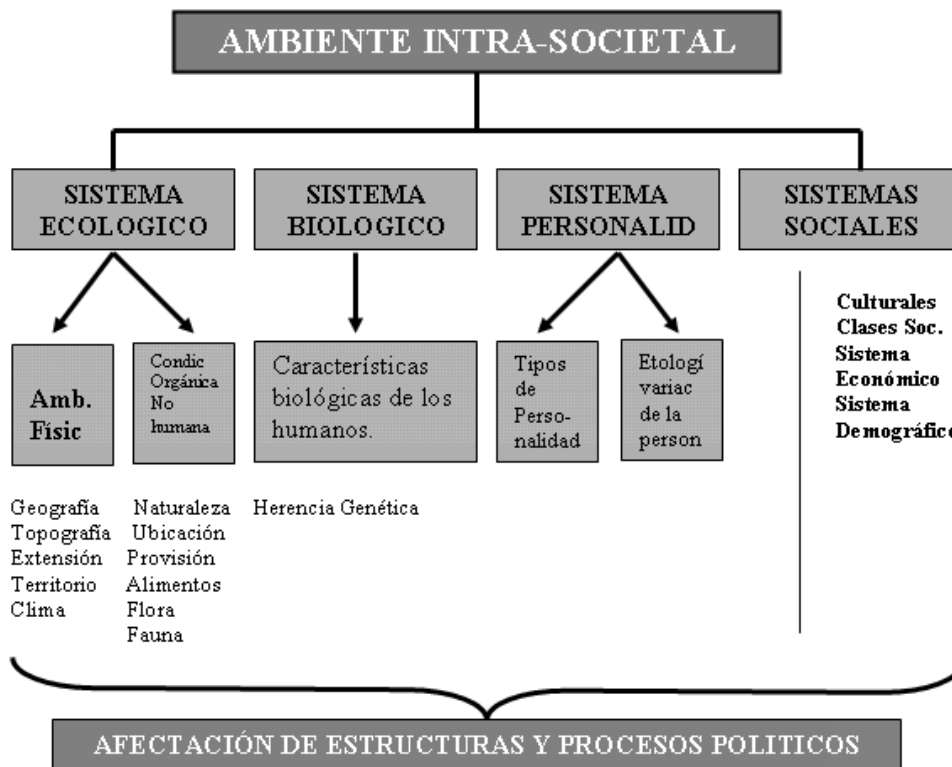 AMBIENTE INTRA-SOCIETAL
SISTEMA
ECOLOGICO
SISTEMA
BIOLOGICO
SISTEMA
PERSONALID
SISTEMAS
SOCIALES
Amb.
Físic
Condic
Orgánica
No
humana
Características
biológicas de los
humanos.
Tipos
de
Perso-
nalidad
Etologí
variac
de la
person
Culturales
Clases Soc.
Sistema
Económico
Sistema
Demográfico
Geografía
Topografía
Extensión
Territorio
Clima
Naturaleza
Ubicación
Provisión
Alimentos
Flora
Fauna
Herencia Genética
AFECTACIÓN DE ESTRUCTURAS Y PROCESOS POLITICOS